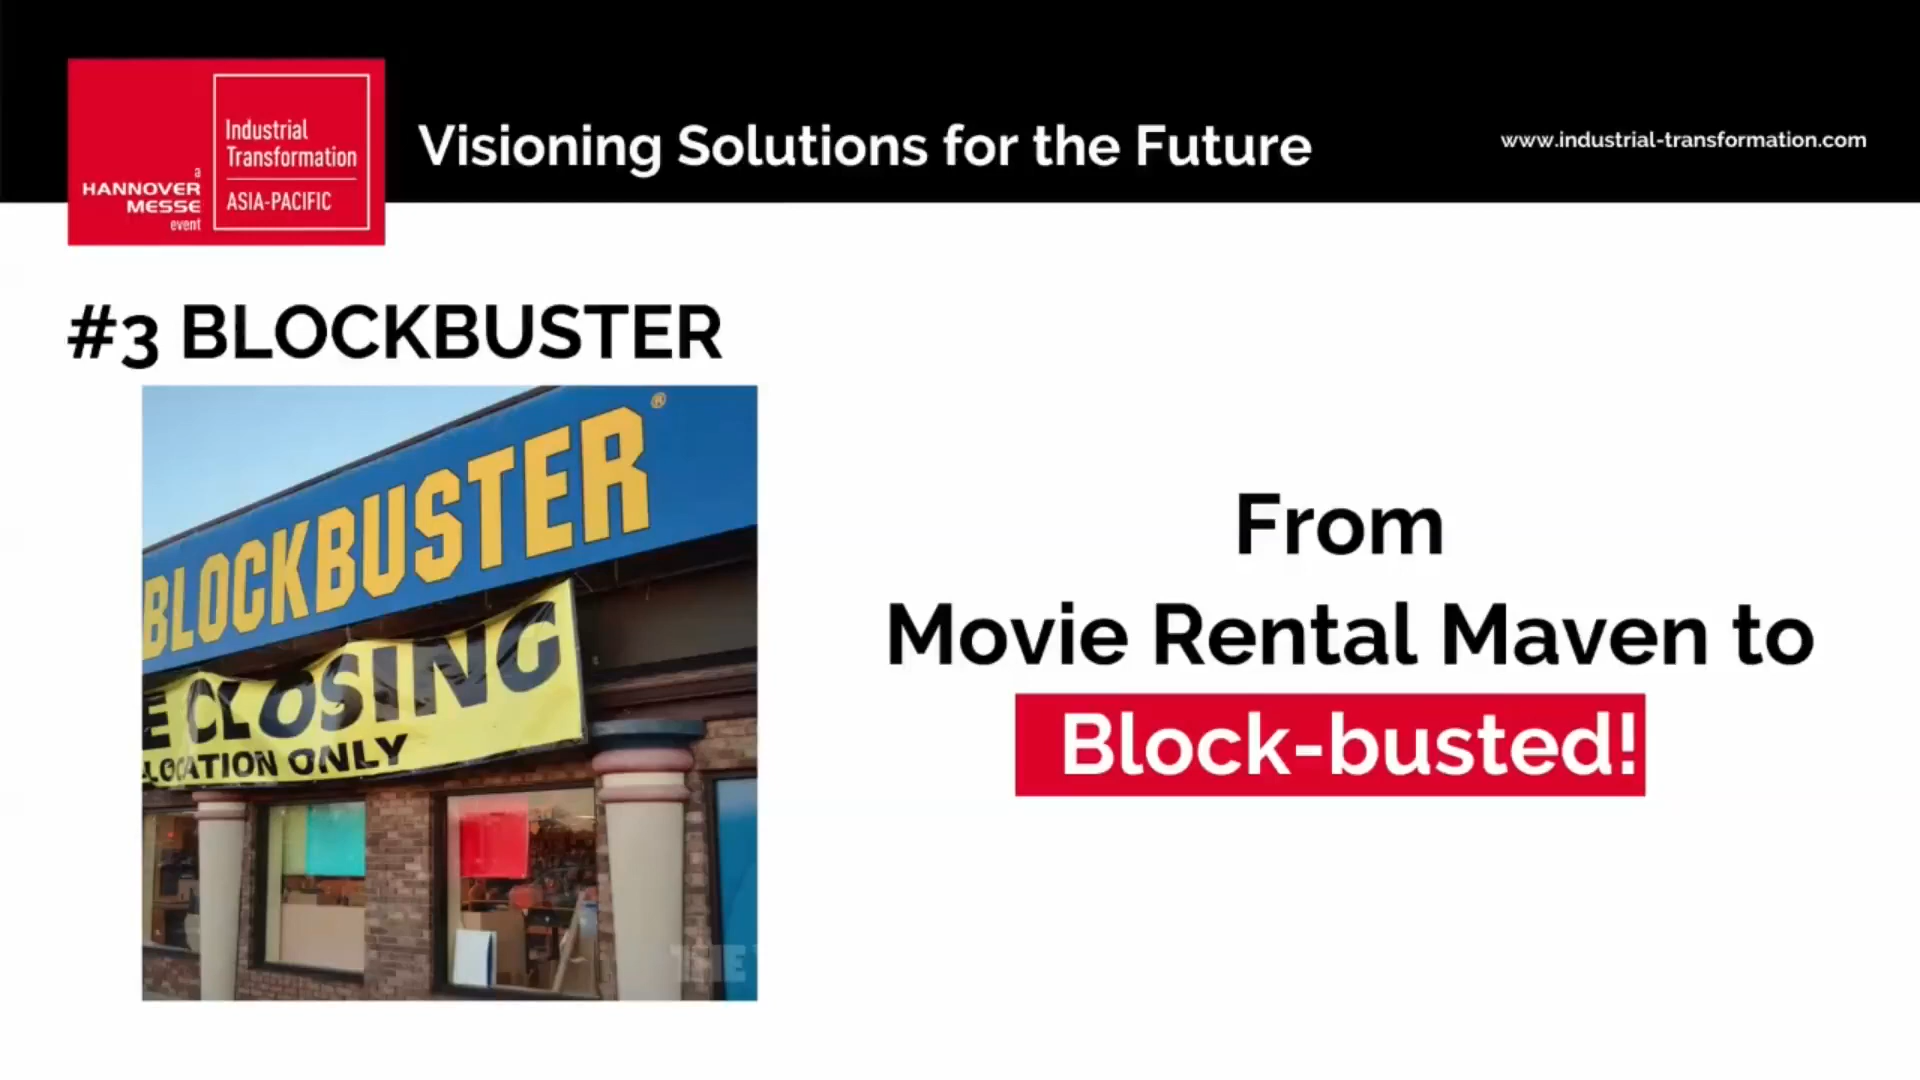 Industrial
Transformation
ASIA-PACIFIC
a
HANNOVER
MESSE
event
Visioning Solutions for the Future
www.industrial-transformation.com
#3 BLOCKBUSTER
BLOCKBUSTER®
E CLOSING
LOCATION ONLY
THE
From
Movie Rental Maven to
Block-busted!